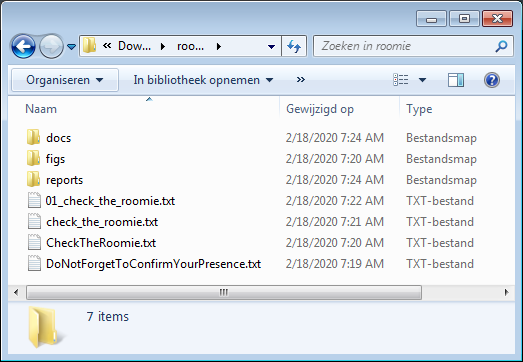 « Dow... roo...
Zoeken in roomie
Organiseren In bibliotheek opnemen »
Naam Gewijzigd op Type
docs 2/18/2020 7:24 AM Bestandsmap
figs 2/18/2020 7:20 AM Bestandsmap
reports 2/18/2020 7:24 AM Bestandsmap
01_check_the_roomie.txt 2/18/2020 7:22 AM TXT-bestand
check_the_roomie.txt 2/18/2020 7:21 AM TXT-bestand
CheckTheRoomie.txt 2/18/2020 7:20 AM TXT-bestand
DoNotForgetToConfirmYourPresence.txt 2/18/2020 7:19 AM TXT-bestand
7 items